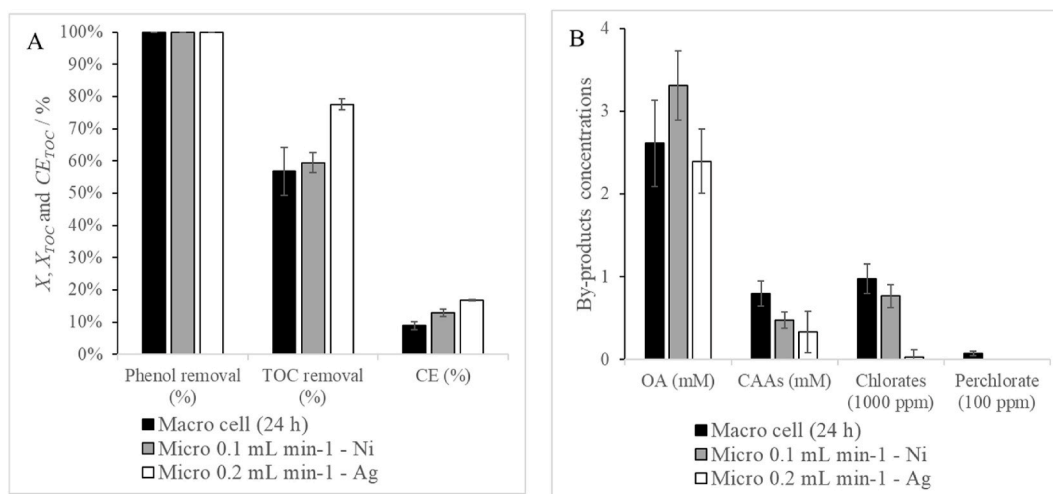 A
X, X_TOC and CE_TOC / %
100%
90%
80%
70%
60%
50%
40%
30%
20%
10%
0%
Phenol removal
(%)
TOC removal
(%)
CE (%)
Macro cell (24 h)
Micro 0.1 mL min-1 - Ni
Micro 0.2 mL min-1 - Ag
B
By-products concentrations
4
3
2
1
0
OA (mM)
CAAs (mM)
Chlorates
(1000 ppm)
Perchlorate
(100 ppm)
Macro cell (24 h)
Micro 0.1 mL min-1 - Ni
Micro 0.2 mL min-1 - Ag